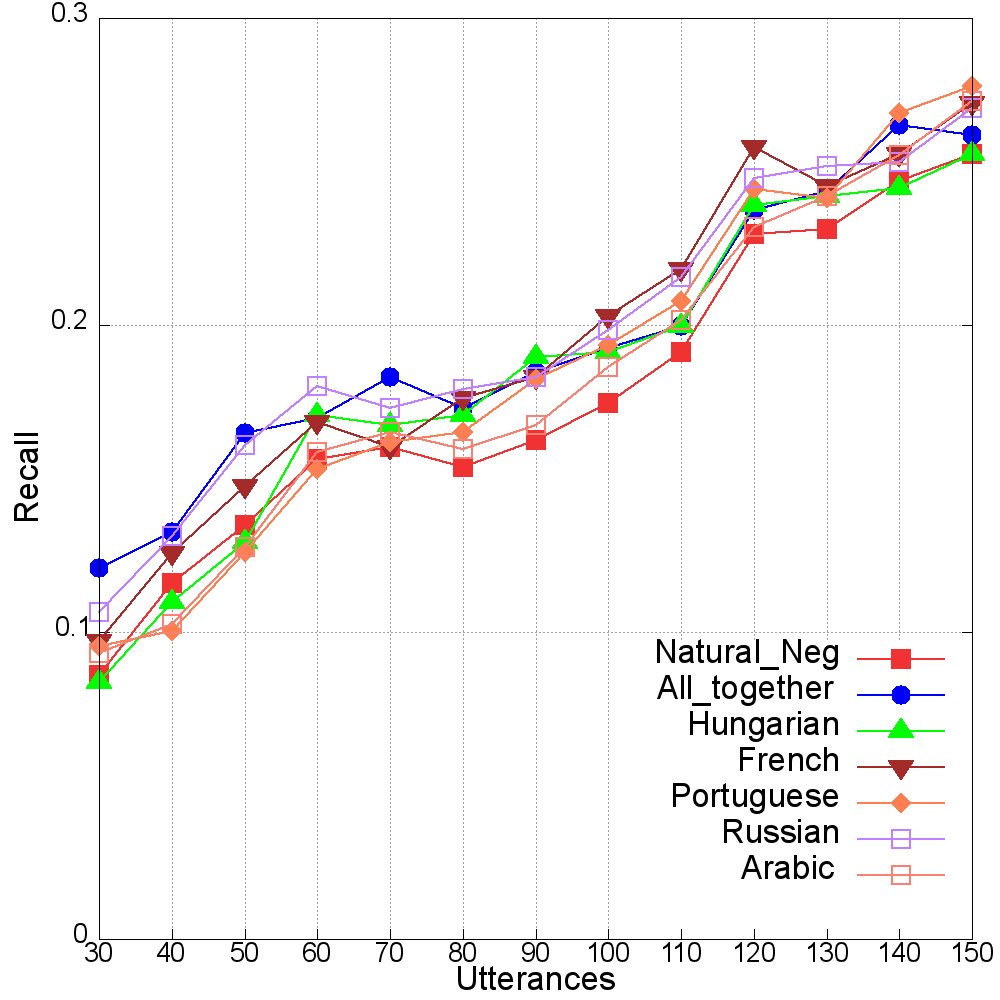 0.3
0.2
0.1
0
Recall
30 40 50 60 70 80 90 100 110 120 130 140 150
Utterances
Natural_Neg
All_together
Hungarian
French
Portuguese
Russian
Arabic